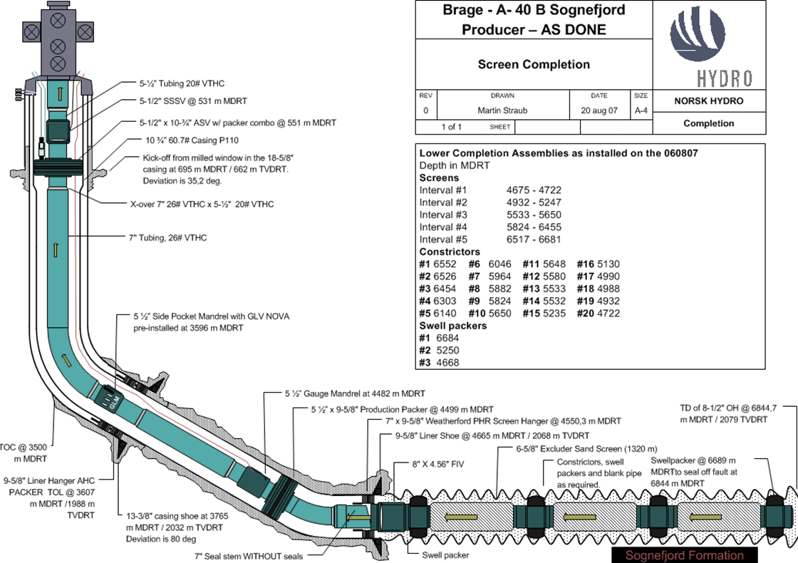 Brage - A- 40 B Sognefjord
Producer – AS DONE
Screen Completion
HYDRO
REV
DRAWN
DATE
SIZE
NORSK HYDRO
0
Martin Straub
20 aug 07
A-4
1 of 1
SHEET
Completion
Lower Completion Assemblies as installed on the 060807
Depth in MDRT
Screens
Interval #1 4675 - 4722
Interval #2 4932 - 5247
Interval #3 5533 - 5650
Interval #4 5824 - 6455
Interval #5 6517 - 6681
Constrictors
#1 6552 #6 6046 #11 5648 #16 5130
#2 6526 #7 5964 #12 5580 #17 4990
#3 6454 #8 5882 #13 5533 #18 4988
#4 6303 #9 5824 #14 5532 #19 4932
#5 6140 #10 5650 #15 5235 #20 4722
Swell packers
#1 6684
#2 5250
#3 4668
5-½" Tubing 20# VTHC
5-1/2" SSSV @ 531 m MDRT
5-1/2" x 10-¾" ASV w/ packer combo @ 551 m MDRT
10 ¾" 60.7# Casing P110
Kick-off from milled window in the 18-5/8"
casing at 695 m MDRT / 662 m TVDRT.
Deviation is 35,2 deg.
X-over 7" 26# VTHC x 5-½" 20# VTHC
7" Tubing, 26# VTHC
5 ½" Side Pocket Mandrel with GLV NOVA
pre-installed at 3596 m MDRT
GLM
5 ½" Gauge Mandrel at 4482 m MDRT
5 ½" x 9-5/8" Production Packer @ 4499 m MDRT
7" x 9-5/8" Weatherford PHR Screen Hanger @ 4550,3 m MDRT
9-5/8" Liner Shoe @ 4665 m MDRT / 2068 m TVDRT
6-5/8" Excluder Sand Screen (1320 m)
TD of 8-1/2" OH @ 6844,7
m MDRT / 2079 TVDRT
8" X 4.56" FIV
Constrictors, swell
packers and blank pipe
as required.
Swellpacker @ 6689 m
MDRTto seal off fault at
6844 m MDRT
TOC @ 3500
m MDRT
9-5/8" Liner Hanger AHC
PACKER TOL @ 3607
m MDRT /1988 m
TVDRT
13-3/8" casing shoe at 3765
m MDRT / 2032 m TVDRT
Deviation is 80 deg
7" Seal stem WITHOUT seals
Swell packer
Sognefjord Formation